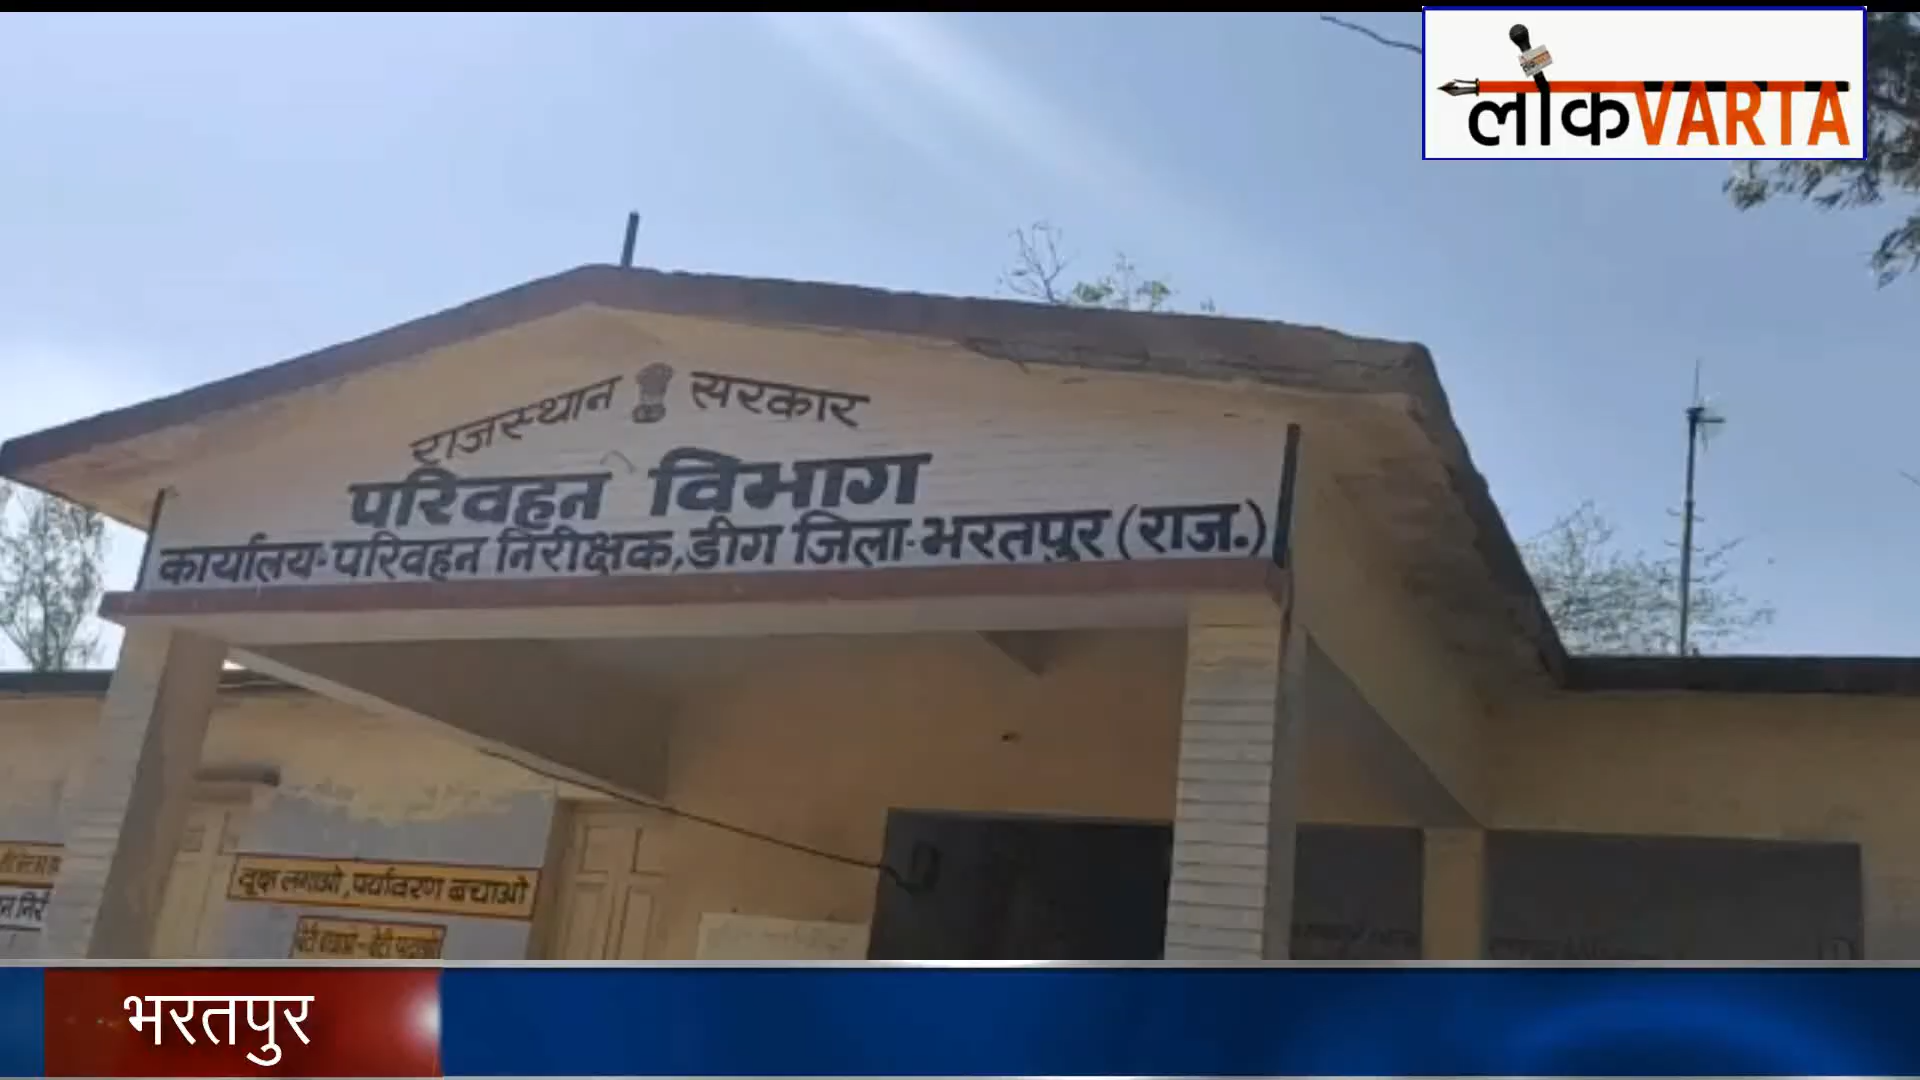 लोकVARTA
राजस्थान सरकार
परिवहन विभाग
कार्यालय-परिवहन निरीक्षक,डीग जिला-भरतपुर (राज.)
वृक्ष लगाओ,पर्यावरण बचाओ
बेटी बचाओ-बेटी पढ़ाओ
भरतपुर